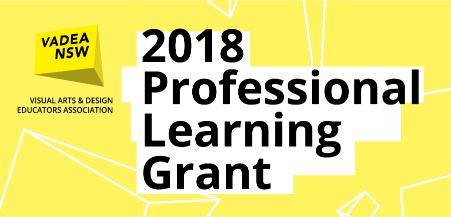 VADEA
NSW
VISUAL ARTS & DESIGN
EDUCATORS ASSOCIATION
2018
Professional
Learning
Grant